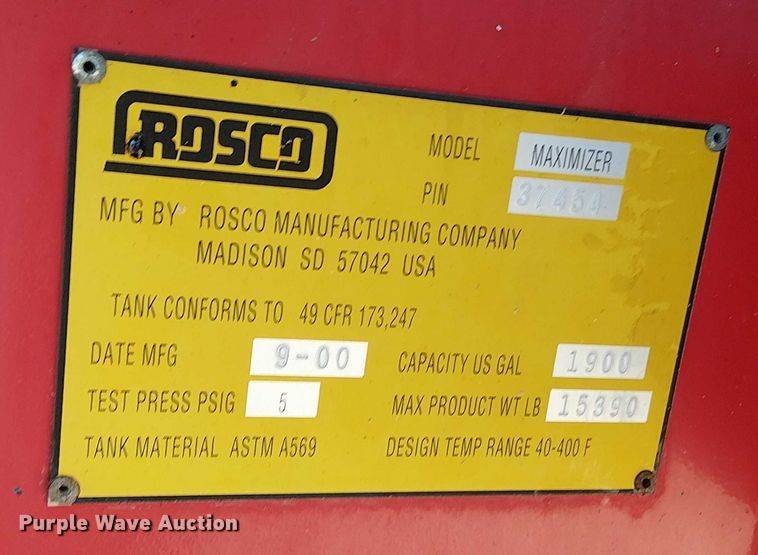 ROSCO
MODEL MAXIMIZER
PIN 37454
MFG BY ROSCO MANUFACTURING COMPANY
MADISON SD 57042 USA
TANK CONFORMS TO 49 CFR 173,247
DATE MFG 9-00 CAPACITY US GAL 1900
TEST PRESS PSIG 5 MAX PRODUCT WT LB 15390
TANK MATERIAL ASTM A569 DESIGN TEMP RANGE 40-400 F
Purple Wave Auction